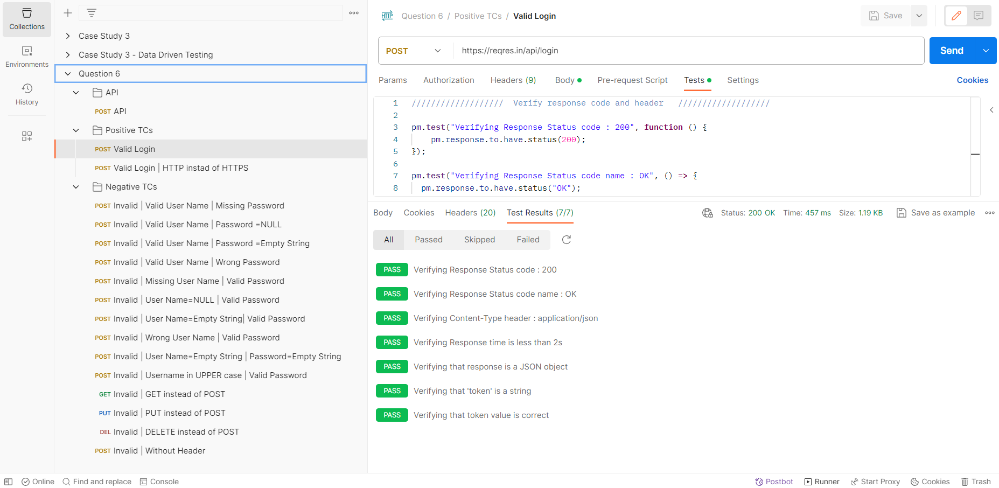 Collections
Environments
History
Case Study 3
Case Study 3 - Data Driven Testing
Question 6
API
POST API
Positive TCs
POST Valid Login
POST Valid Login | HTTP instad of HTTPS
Negative TCs
POST Invalid | Valid User Name | Missing Password
POST Invalid | Valid User Name | Password =NULL
POST Invalid | Valid User Name | Password =Empty String
POST Invalid | Valid User Name | Wrong Password
POST Invalid | Missing User Name | Valid Password
POST Invalid | User Name=NULL | Valid Password
POST Invalid | User Name=Empty String| Valid Password
POST Invalid | Wrong User Name | Valid Password
POST Invalid | User Name=Empty String | Password=Empty String
POST Invalid | Username in UPPER case | Valid Password
GET Invalid | GET instead of POST
PUT Invalid | PUT instead of POST
DEL Invalid | DELETE instead of POST
POST Invalid | Without Header
HTTP Question 6 / Positive TCs / Valid Login
Save
POST https://reqres.in/api/login
Send
Params Authorization Headers (9) Body Pre-request Script Tests Settings Cookies
1 /////////////////// Verify response code and header ///////////////////
2
3 pm.test("Verifying Response Status code : 200", function () {
4 pm.response.to.have.status(200);
5 });
6
7 pm.test("Verifying Response Status code name : OK", () => {
8 pm.response.to.have.status("OK");
Body Cookies Headers (20) Test Results (7/7) Status: 200 OK Time: 457 ms Size: 1.19 KB Save as example
All Passed Skipped Failed
PASS Verifying Response Status code : 200
PASS Verifying Response Status code name : OK
PASS Verifying Content-Type header : application/json
PASS Verifying Response time is less than 2s
PASS Verifying that response is a JSON object
PASS Verifying that 'token' is a string
PASS Verifying that token value is correct
Online Find and replace Console Postbot Runner Start Proxy Cookies Trash